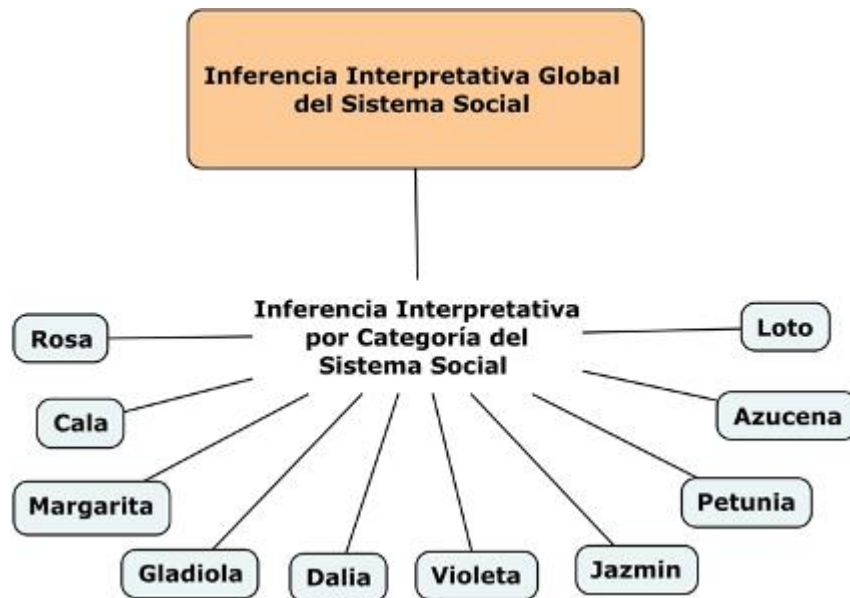 Inferencia Interpretativa Global
del Sistema Social
Inferencia Interpretativa
por Categoría del
Sistema Social
Rosa
Loto
Cala
Azucena
Margarita
Petunia
Gladiola
Dalia
Violeta
Jazmin